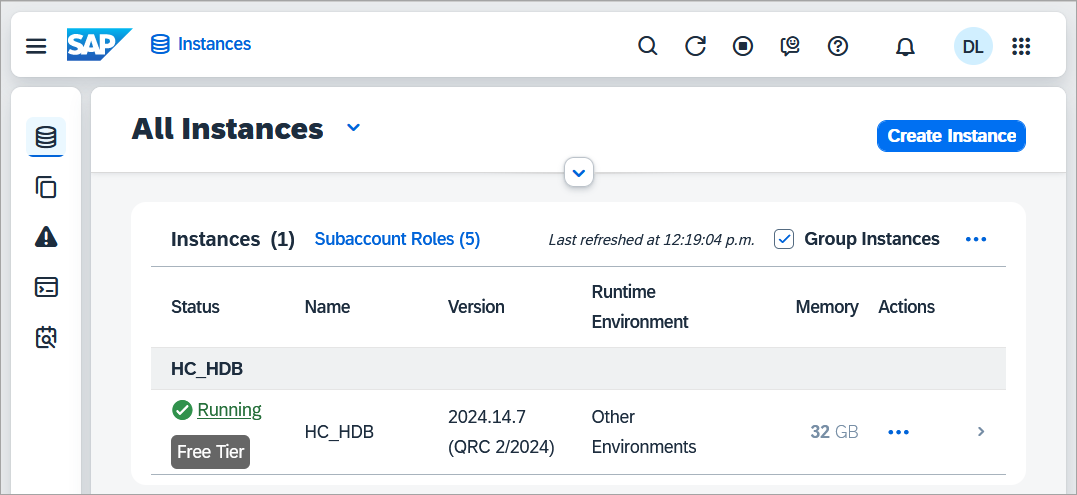 SAP Instances DL
All Instances
Create Instance
Instances (1) Subaccount Roles (5) Last refreshed at 12:19:04 p.m. Group Instances
Status Name Version Runtime Environment Memory Actions
HC_HDB
Running
Free Tier
HC_HDB
2024.14.7
(QRC 2/2024)
Other
Environments
32 GB